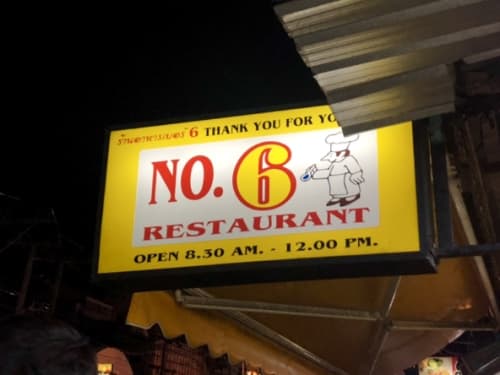 ร้านอาหารเบอร์ 6 THANK YOU FOR
NO. 6
RESTAURANT
OPEN 8.30 AM. - 12.00 PM.